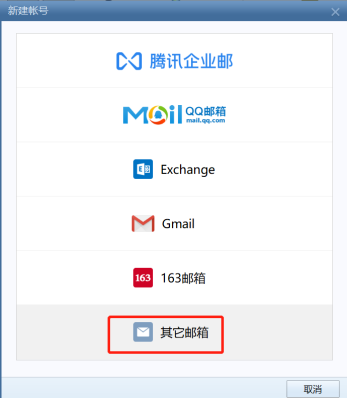 新建帐号
腾讯企业邮
Mail QQ邮箱
mail.qq.com
Exchange
Gmail
163 163邮箱
其它邮箱
取消